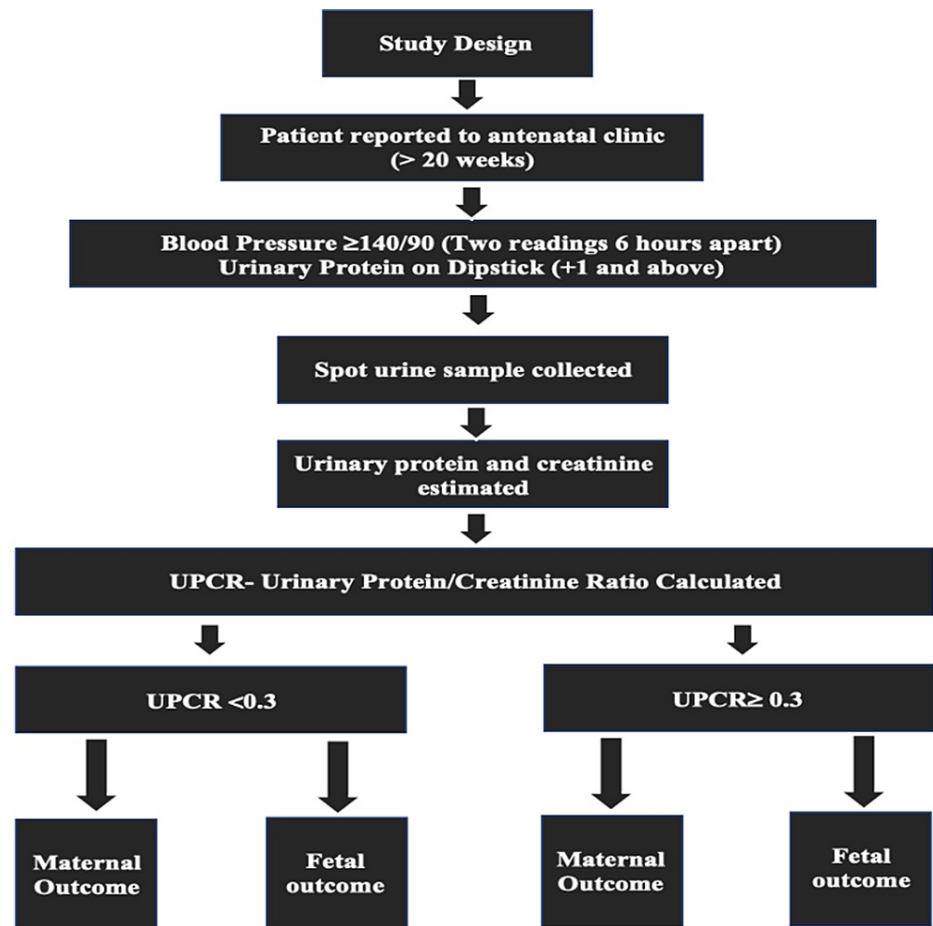 Study Design
Patient reported to antenatal clinic
(> 20 weeks)
Blood Pressure ≥140/90 (Two readings 6 hours apart)
Urinary Protein on Dipstick (+1 and above)
Spot urine sample collected
Urinary protein and creatinine
estimated
UPCR- Urinary Protein/Creatinine Ratio Calculated
UPCR <0.3
UPCR≥ 0.3
Maternal
Outcome
Fetal
outcome
Maternal
Outcome
Fetal
outcome